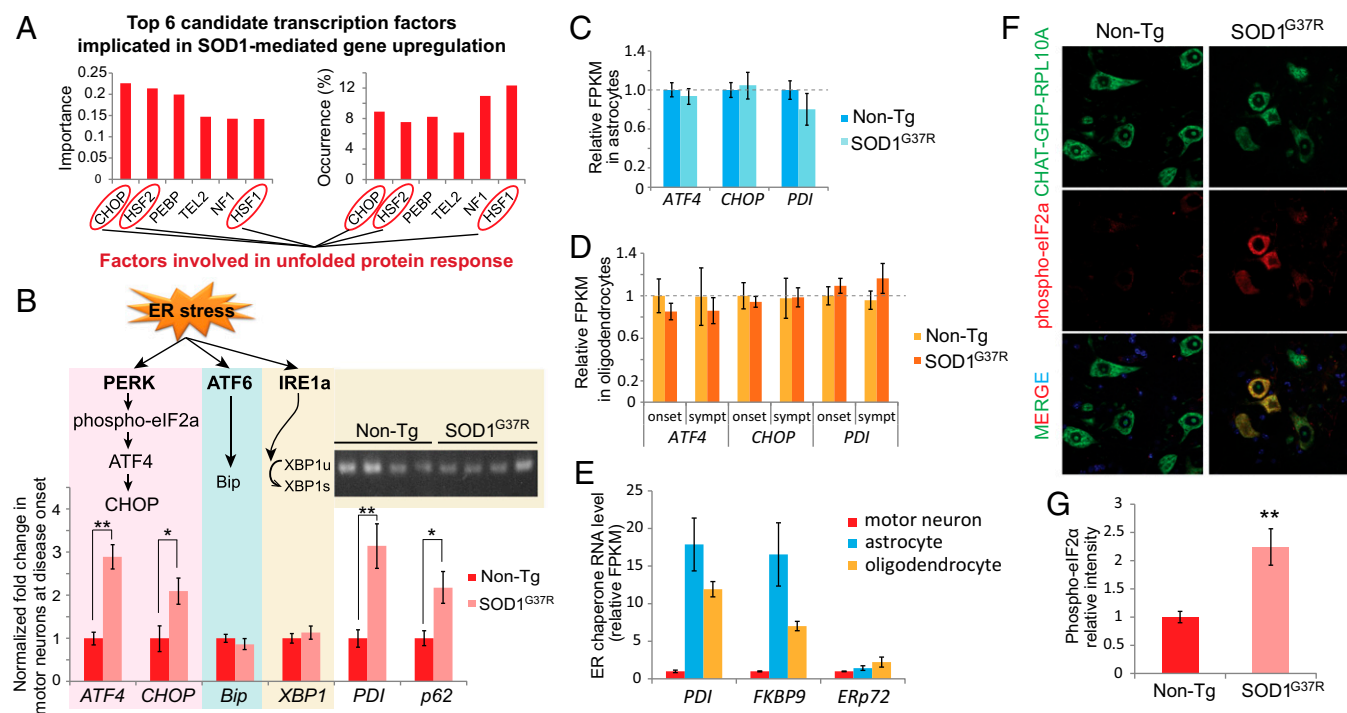 A
Top 6 candidate transcription factors
implicated in SOD1-mediated gene upregulation
Importance
0.25
0.2
0.15
0.1
0.05
0
CHOP
HSF2
PEBP
TEL2
NF1
HSF1
Occurrence (%)
12
8
4
0
CHOP
HSF2
PEBP
TEL2
NF1
HSF1
Factors involved in unfolded protein response
B
ER stress
PERK
phospho-eIF2a
ATF4
CHOP
ATF6
Bip
IRE1a
XBP1u
XBP1s
Non-Tg
SOD1G37R
Normalized fold change in
motor neurons at disease onset
4
3
2
1
0
** * ** *
ATF4 CHOP Bip XBP1 PDI p62
Non-Tg
SOD1G37R
C
Relative FPKM
in astrocytes
1.4
1.0
0.8
0.6
0.4
0.2
0
ATF4 CHOP PDI
Non-Tg
SOD1G37R
D
Relative FPKM
in oligodendrocytes
1.4
1.2
1
0.8
0.6
0.4
0.2
0
onset sympt onset sympt onset sympt
ATF4 CHOP PDI
Non-Tg
SOD1G37R
E
ER chaperone RNA level
(relative FPKM)
25
20
15
10
5
0
PDI FKBP9 ERp72
motor neuron
astrocyte
oligodendrocyte
F
Non-Tg
SOD1G37R
CHAT-GFP-RPL10A
phospho-eIF2a
MERGE
G
Phospho-eIF2α
relative intensity
3
2.5
2
1.5
1
0.5
0
**
Non-Tg SOD1G37R